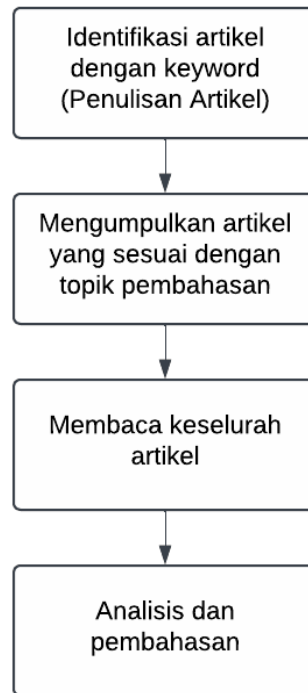 Identifikasi artikel
dengan keyword
(Penulisan Artikel)
Mengumpulkan artikel
yang sesuai dengan
topik pembahasan
Membaca keselurah
artikel
Analisis dan
pembahasan